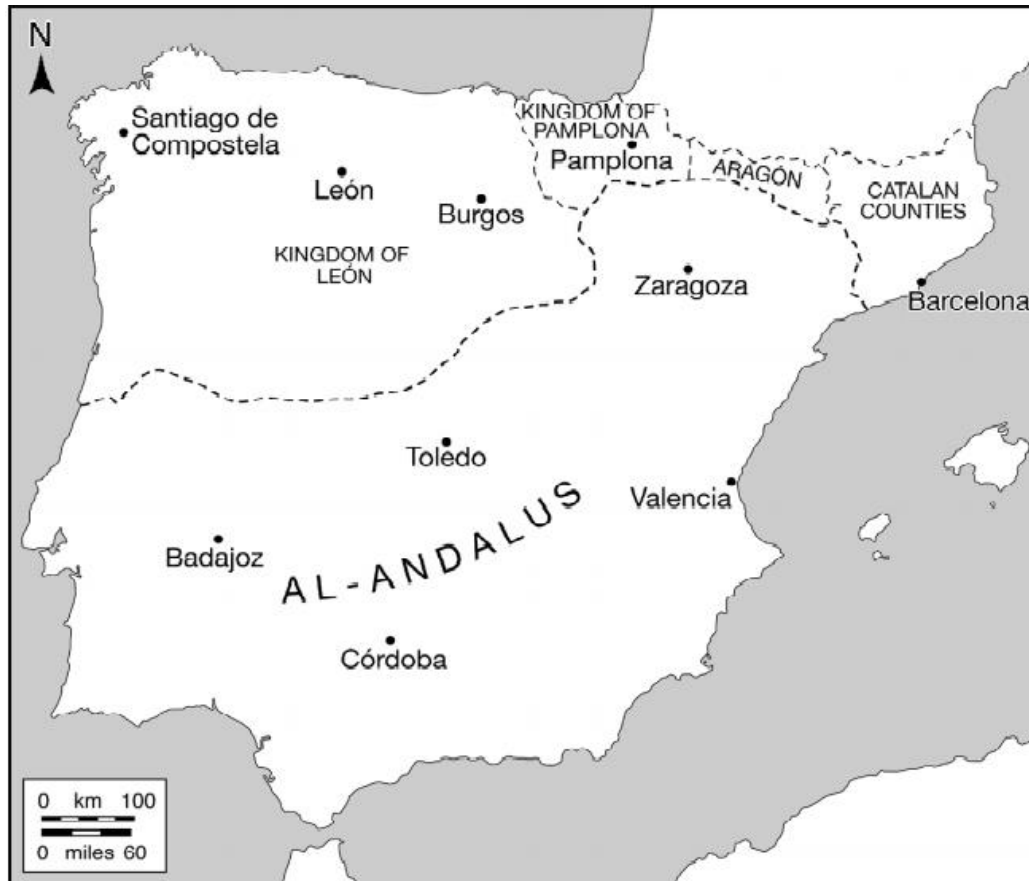 N
Santiago de
Compostela
León
Burgos
KINGDOM OF
LEÓN
KINGDOM OF
PAMPLONA
Pamplona
ARAGÓN
CATALAN
COUNTIES
Zaragoza
Barcelona
Toledo
Valencia
Badajoz
AL-ANDALUS
Córdoba
0 km 100
0 miles 60